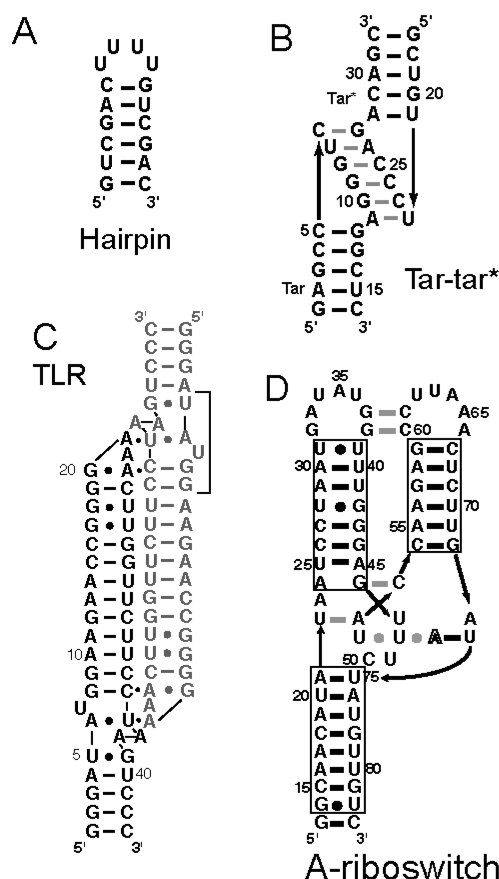 A
U U
U U
C G
A U
G C
C G
U A
G C
5' 3'
Hairpin
B
3' 5'
C G
G C
30 A U
C G 20
Tar* A U
C G
U A
G C 25
G C
10 G C
A U
5 C G
C G
G C
Tar A U 15
G C
5' 3'
Tar-tar*
C
TLR
3' 5'
C G
C G
C G
U A
G U
A A
A U A
A U
20 G A C G
G C C G
G U U A
G U U A
C G C G
C G U A
A U U A
A U G C
G C G C
10 A U U G
A U U G
G C C G
G C A G
U A
A U A
A A
5 U G
A U 40
G C
G C
G C
5' 3'
D
35
U A U U U A
A U G C A
G G C 60 A 65
U U G C
30 A U 40 A U
A U G C
U G A U 70
C G A U
C G 55 A G
25 U A 45 C G
A G C
A A
U A U U A U
50 C U
A U 75
20 U A
A U
C G
A U
A U 80
15 C G
G U
G C
5' 3'
A-riboswitch